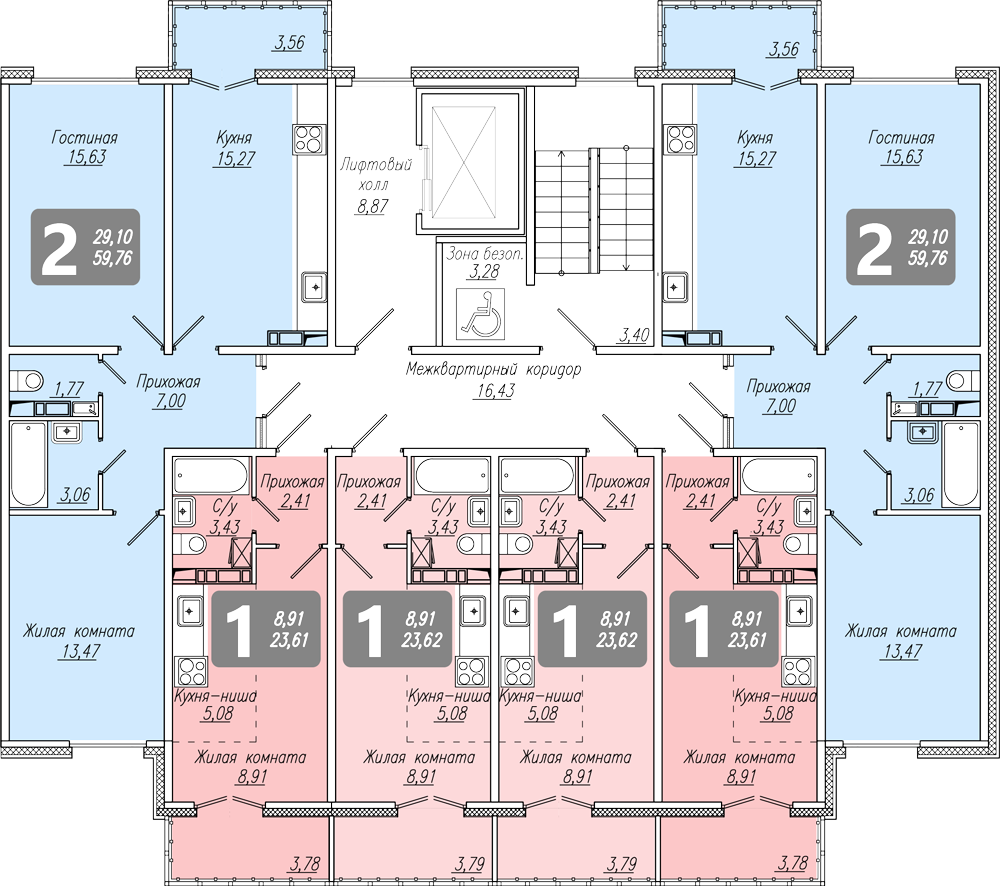 3,56
3,56
Гостиная
15,63
Кухня
15,27
Лифтовый
холл
8,87
Кухня
15,27
Гостиная
15,63
2
29,10
59,76
Зона безоп.
3,28
2
29,10
59,76
3,40
Межквартирный коридор
16,43
1,77
Прихожая
7,00
Прихожая
7,00
1,77
3,06
Прихожая
2,41
Прихожая
2,41
Прихожая
2,41
Прихожая
2,41
3,06
С/у
3,43
С/у
3,43
С/у
3,43
С/у
3,43
Жилая комната
13,47
1
8,91
23,61
1
8,91
23,62
1
8,91
23,62
1
8,91
23,61
Жилая комната
13,47
Кухня-ниша
5,08
Кухня-ниша
5,08
Кухня-ниша
5,08
Кухня-ниша
5,08
Жилая комната
8,91
Жилая комната
8,91
Жилая комната
8,91
Жилая комната
8,91
3,78
3,79
3,79
3,78